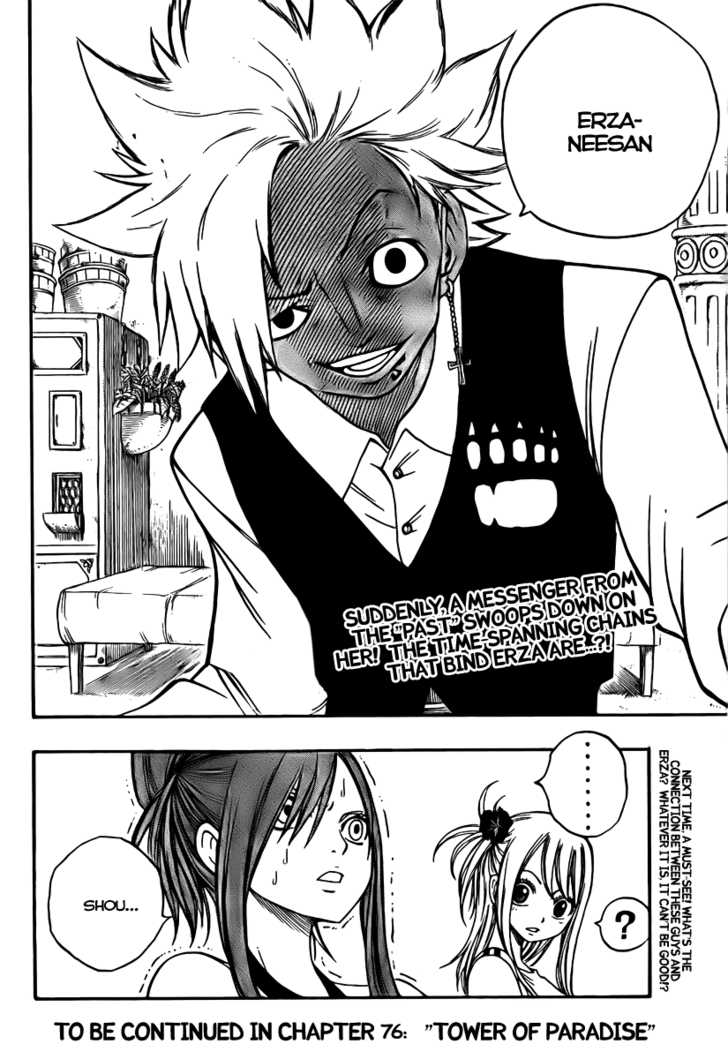 ERZA-
NEESAN
SUDDENLY, A MESSENGER FROM
THE "PAST" SWOOPS DOWN ON
HER! THE TIME-SPANNING CHAINS
THAT BIND ERZA ARE...?!
SHOU...
........
?
NEXT TIME, A MUST-SEE! WHAT'S THE
CONNECTION BETWEEN THESE GUYS AND
ERZA? WHATEVER IT IS, IT CAN'T BE GOOD!?
TO BE CONTINUED IN CHAPTER 76: "TOWER OF PARADISE"